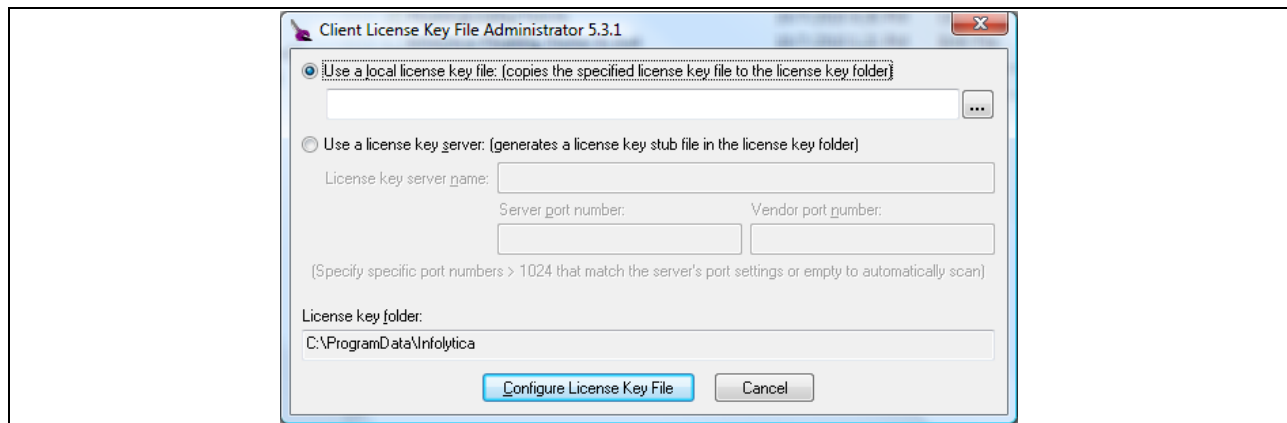 Client License Key File Administrator 5.3.1
Use a local license key file: (copies the specified license key file to the license key folder)
...
Use a license key server: (generates a license key stub file in the license key folder)
License key server name:
Server port number:
Vendor port number:
(Specify specific port numbers > 1024 that match the server's port settings or empty to automatically scan)
License key folder:
C:\ProgramData\Infolytica
Configure License Key File
Cancel